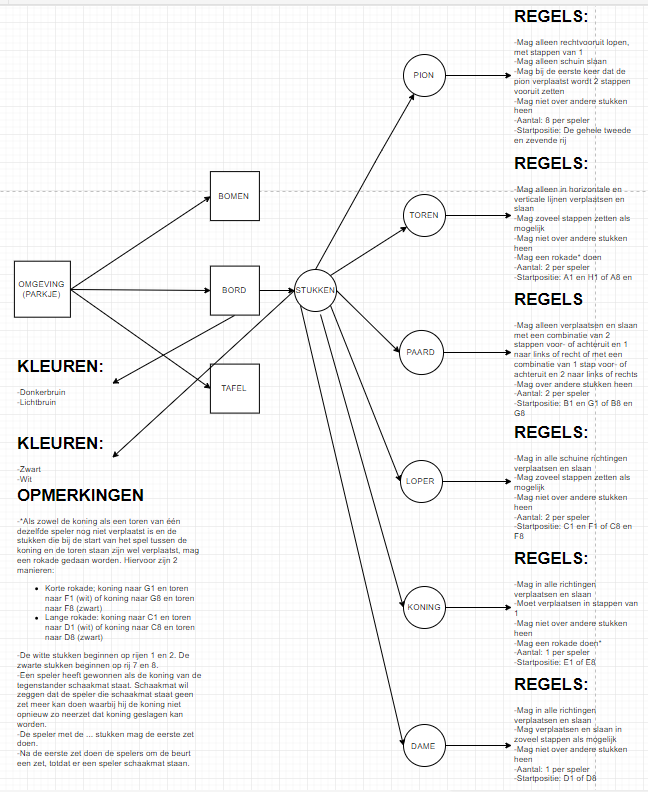 REGELS:
-Mag alleen rechtvooruit lopen,
met stappen van 1
-Mag alleen schuin slaan
-Mag bij de eerste keer dat de
pion verplaatst wordt 2 stappen
vooruit zetten
-Mag niet over andere stukken
heen
-Aantal: 8 per speler
-Startpositie: De gehele tweede
en zevende rij
PION
REGELS:
-Mag alleen in horizontale en
verticale lijnen verplaatsen en
slaan
-Mag zoveel stappen zetten als
mogelijk
-Mag niet over andere stukken
heen
-Mag een rokade* doen
-Aantal: 2 per speler
-Startpositie: A1 en H1 of A8 en
TOREN
BOMEN
OMGEVING
(PARKJE)
BORD
STUKKEN
TAFEL
REGELS
-Mag alleen verplaatsen en slaan
met een combinatie van 2
stappen voor- of achteruit en 1
naar links of recht of met een
combinatie van 1 stap voor- of
achteruit en 2 naar links of rechts
-Mag over andere stukken heen
-Aantal: 2 per speler
-Startpositie: B1 en G1 of B8 en
G8
PAARD
KLEUREN:
-Donkerbruin
-Lichtbruin
KLEUREN:
-Zwart
-Wit
REGELS:
-Mag in alle schuine richtingen
verplaatsen en slaan
-Mag zoveel stappen zetten als
mogelijk
-Mag niet over andere stukken
heen
-Aantal: 2 per speler
-Startpositie: C1 en F1 of C8 en
F8
LOPER
OPMERKINGEN
-*Als zowel de koning als een toren van één
dezelfde speler nog niet verplaatst is en de
stukken die bij de start van het spel tussen de
koning en de toren staan zijn wel verplaatst, mag
een rokade gedaan worden. Hiervoor zijn 2
manieren:
• Korte rokade; koning naar G1 en toren
naar F1 (wit) of koning naar G8 en toren
naar F8 (zwart)
• Lange rokade: koning naar C1 en toren
naar D1 (wit) of koning naar C8 en toren
naar D8 (zwart)
-De witte stukken beginnen op rijen 1 en 2. De
zwarte stukken beginnen op rij 7 en 8.
-Een speler heeft gewonnen als de koning van de
tegenstander schaakmat staat. Schaakmat wil
zeggen dat de speler die schaakmat staat geen
zet meer kan doen waarbij hij de koning niet
opnieuw zo neerzet dat de koning geslagen kan
worden.
-De speler met de ... stukken mag de eerste zet
doen.
-Na de eerste zet doen de spelers om de beurt
een zet, totdat er een speler schaakmat staan.
REGELS:
-Mag in alle richtingen
verplaatsen en slaan
-Moet verplaatsen in stappen van
1
-Mag niet over andere stukken
heen
-Mag een rokade doen*
-Aantal: 1 per speler
-Startpositie: E1 of E8
KONING
REGELS:
-Mag in alle richtingen
verplaatsen en slaan
-Mag verplaatsen en slaan in
zoveel stappen als mogelijk
-Mag niet over andere stukken
heen
-Aantal: 1 per speler
-Startpositie: D1 of D8
DAME